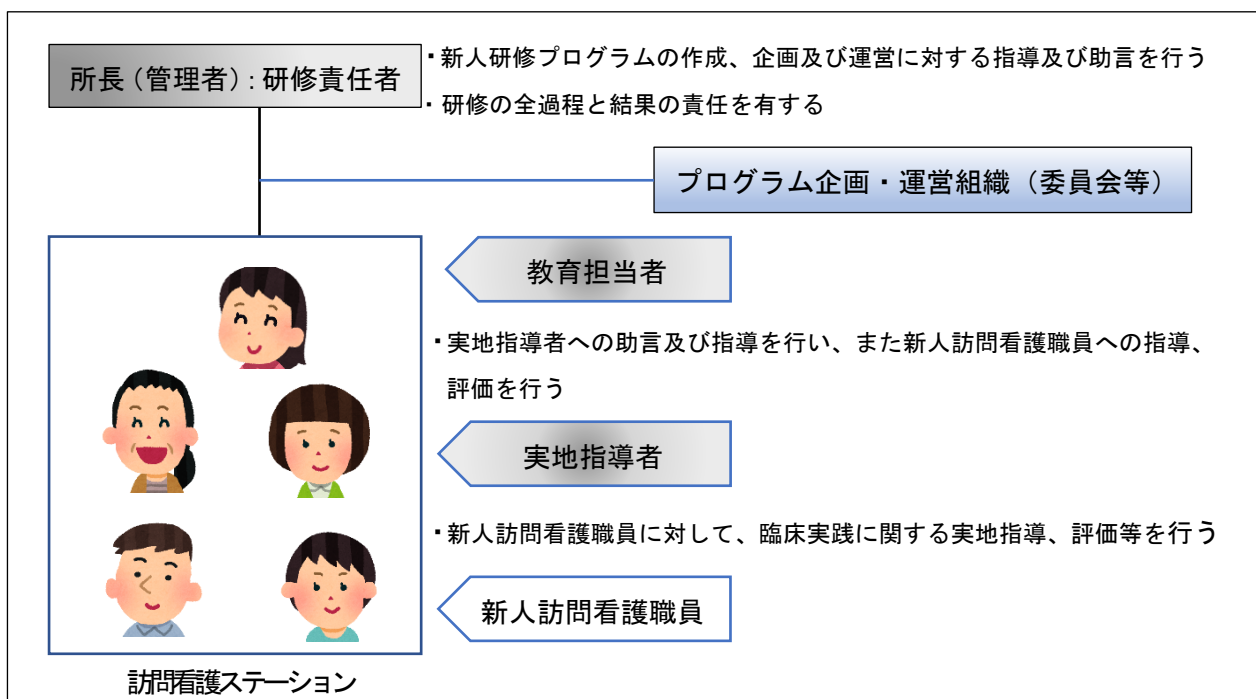 所長（管理者）：研修責任者
・新人研修プログラムの作成、企画及び運営に対する指導及び助言を行う
・研修の全過程と結果の責任を有する
プログラム企画・運営組織（委員会等）
教育担当者
・実地指導者への助言及び指導を行い、また新人訪問看護職員への指導、
評価を行う
実地指導者
・新人訪問看護職員に対して、臨床実践に関する実地指導、評価等を行う
新人訪問看護職員
訪問看護ステーション